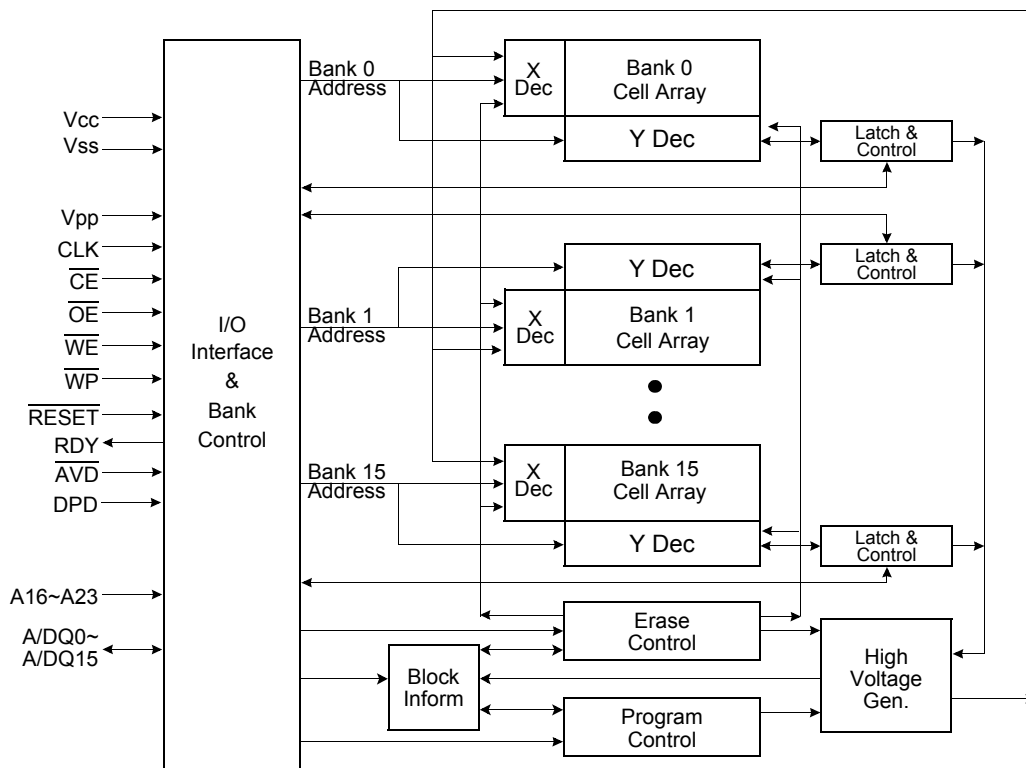 Vcc
Vss
Vpp
CLK
CE
OE
WE
WP
RESET
RDY
AVD
DPD
A16~A23
A/DQ0~
A/DQ15
I/O
Interface
&
Bank
Control
Bank 0
Address
X
Dec
Bank 0
Cell Array
Y Dec
Latch &
Control
Bank 1
Address
Y Dec
X
Dec
Bank 1
Cell Array
Latch &
Control
Bank 15
Address
X
Dec
Bank 15
Cell Array
Y Dec
Latch &
Control
Erase
Control
Block
Inform
Program
Control
High
Voltage
Gen.